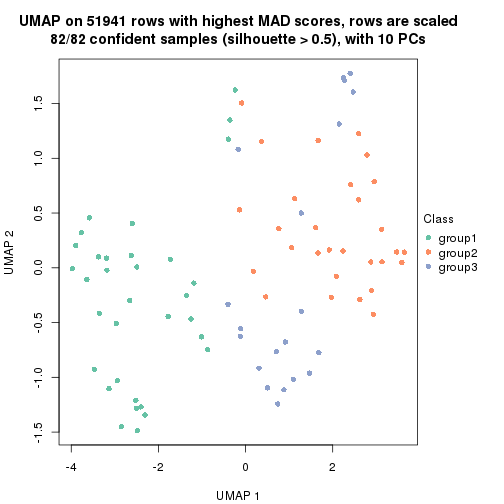 UMAP on 51941 rows with highest MAD scores, rows are scaled
82/82 confident samples (silhouette > 0.5), with 10 PCs
1.5
1.0
0.5
0.0
-0.5
-1.0
-1.5
UMAP 2
-4
-2
0
2
UMAP 1
Class
group1
group2
group3